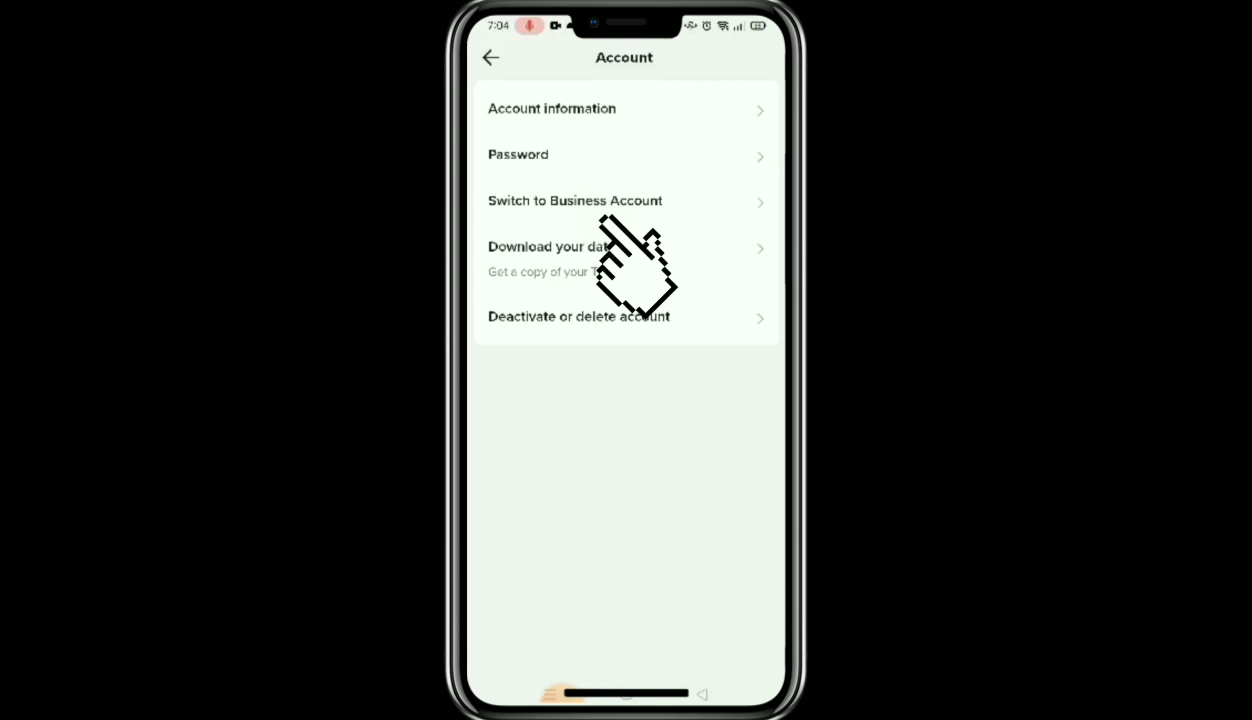 7:04
Account
Account information
Password
Switch to Business Account
Download your dat
Get a copy of your T
Deactivate or delete account